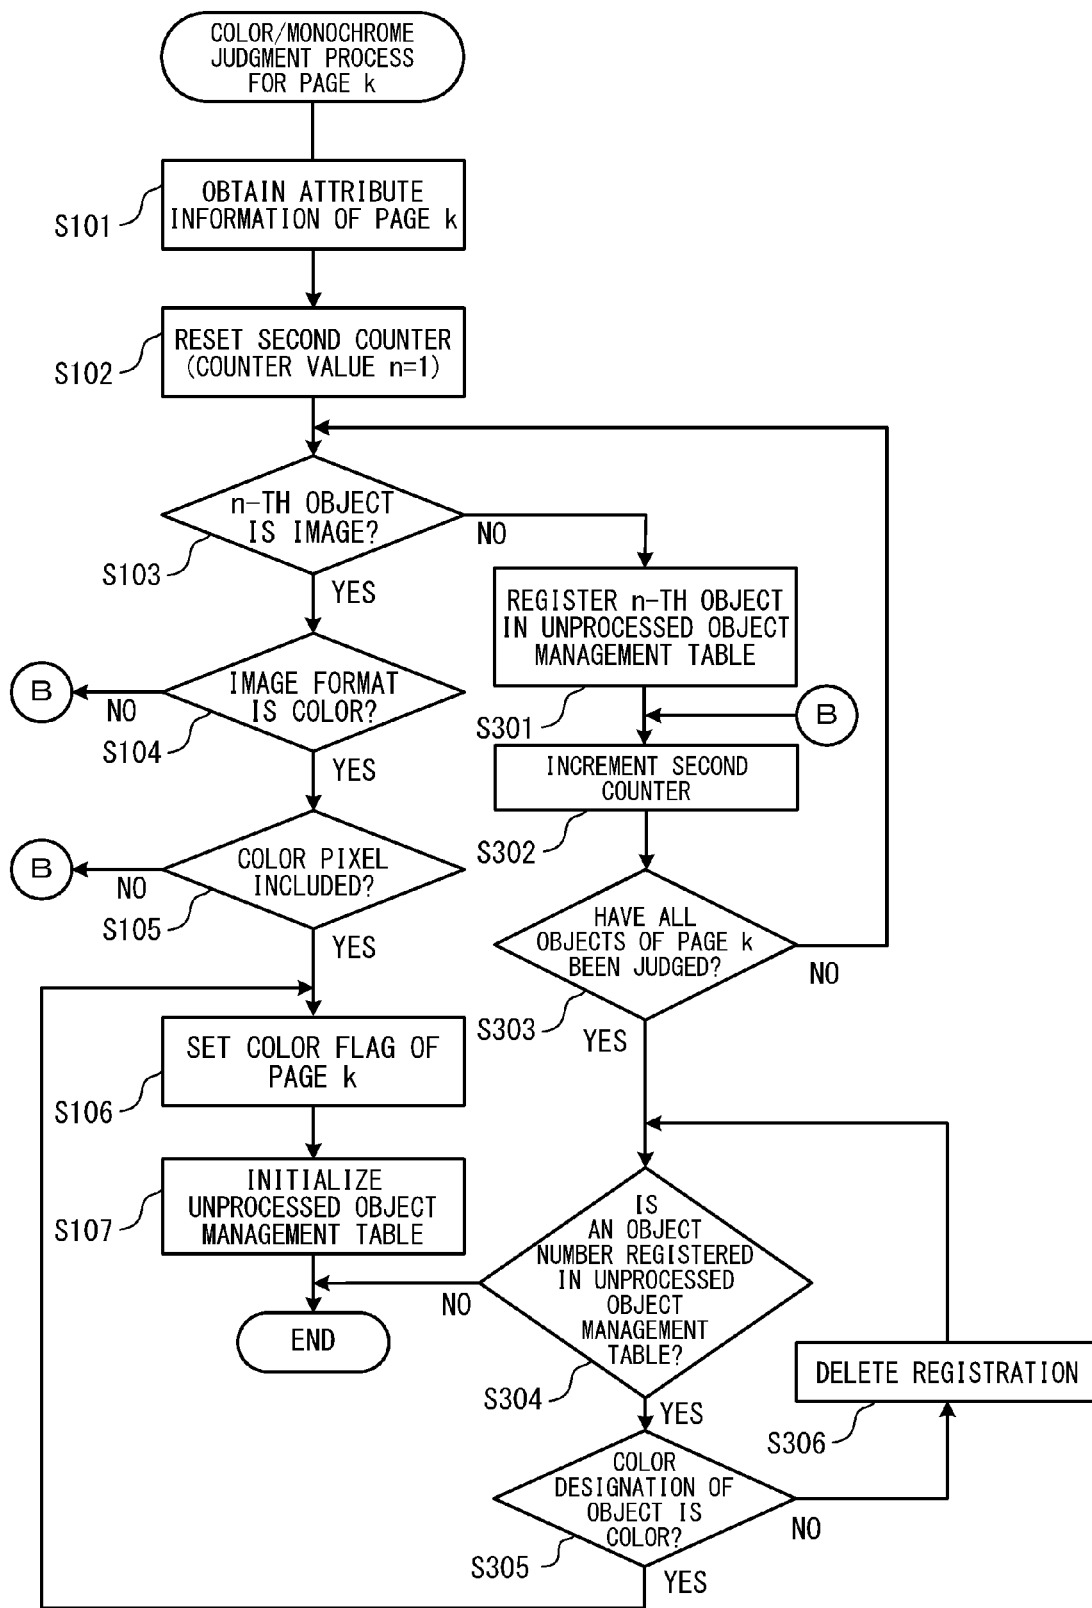 COLOR/MONOCHROME
JUDGMENT PROCESS
FOR PAGE k
OBTAIN ATTRIBUTE
INFORMATION OF PAGE k
S101
RESET SECOND COUNTER
(COUNTER VALUE n=1)
S102
n-TH OBJECT
IS IMAGE?
S103
NO
YES
REGISTER n-TH OBJECT
IN UNPROCESSED OBJECT
MANAGEMENT TABLE
S301
IMAGE FORMAT
IS COLOR?
S104
B
NO
YES
B
INCREMENT SECOND
COUNTER
S302
COLOR PIXEL
INCLUDED?
S105
B
NO
YES
HAVE ALL
OBJECTS OF PAGE k
BEEN JUDGED?
S303
NO
YES
SET COLOR FLAG OF
PAGE k
S106
INITIALIZE
UNPROCESSED OBJECT
MANAGEMENT TABLE
S107
END
IS
AN OBJECT
NUMBER REGISTERED
IN UNPROCESSED
OBJECT
MANAGEMENT
TABLE?
S304
NO
YES
DELETE REGISTRATION
S306
COLOR
DESIGNATION OF
OBJECT IS
COLOR?
S305
NO
YES